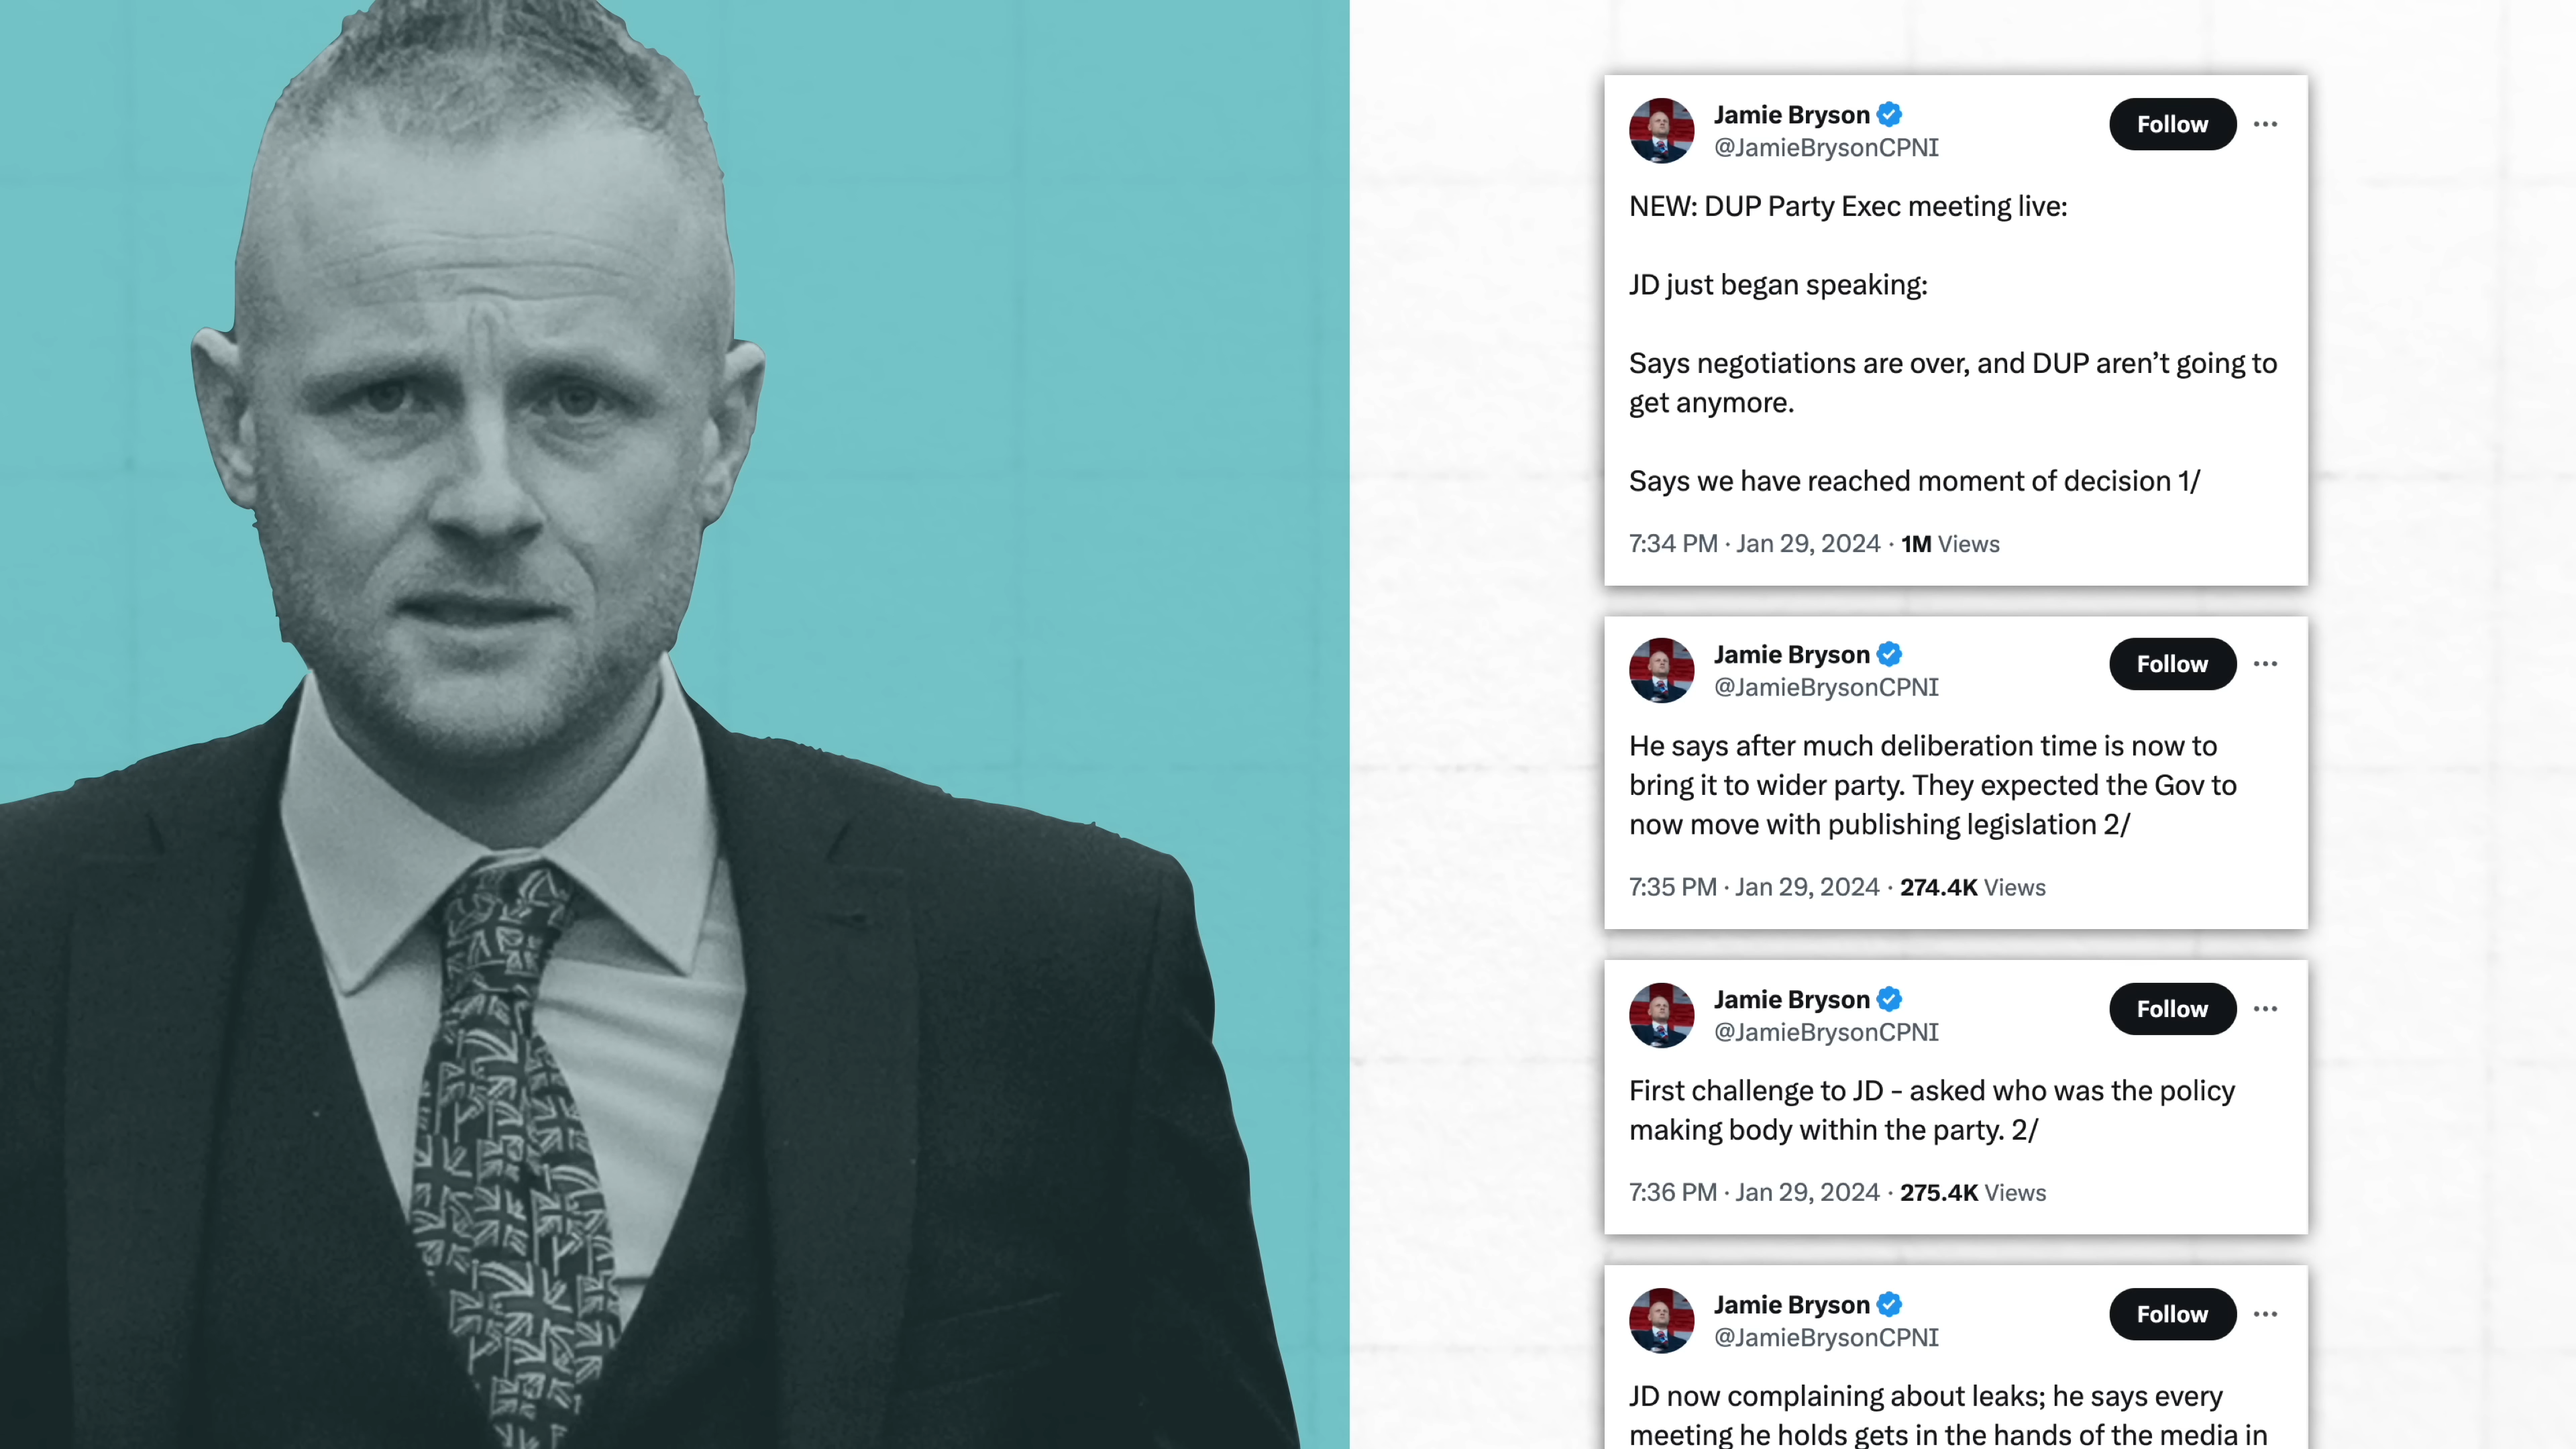 Jamie Bryson
@JamieBrysonCPNI
Follow
NEW: DUP Party Exec meeting live:
JD just began speaking:
Says negotiations are over, and DUP aren’t going to
get anymore.
Says we have reached moment of decision 1/
7:34 PM · Jan 29, 2024 · 1M Views
Jamie Bryson
@JamieBrysonCPNI
Follow
He says after much deliberation time is now to
bring it to wider party. They expected the Gov to
now move with publishing legislation 2/
7:35 PM · Jan 29, 2024 · 274.4K Views
Jamie Bryson
@JamieBrysonCPNI
Follow
First challenge to JD - asked who was the policy
making body within the party. 2/
7:36 PM · Jan 29, 2024 · 275.4K Views
Jamie Bryson
@JamieBrysonCPNI
Follow
JD now complaining about leaks; he says every
meeting he holds gets in the hands of the media in